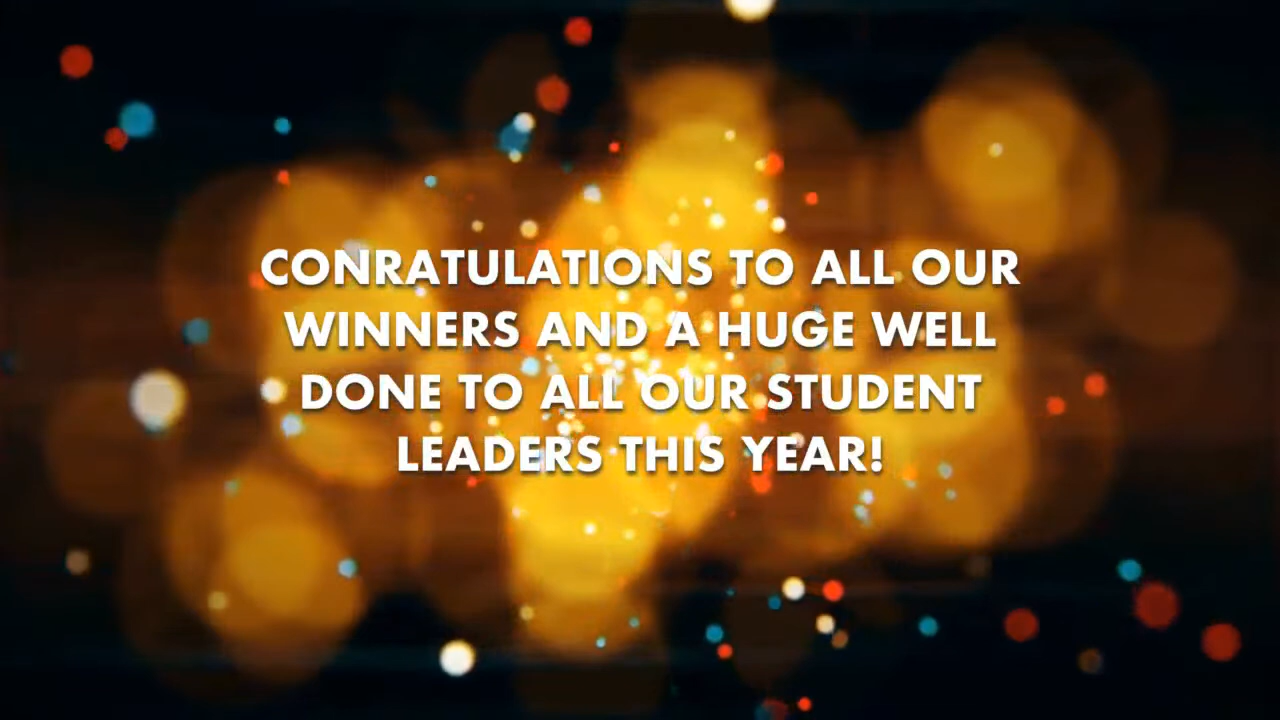 CONRATULATIONS TO ALL OUR
WINNERS AND A HUGE WELL
DONE TO ALL OUR STUDENT
LEADERS THIS YEAR!